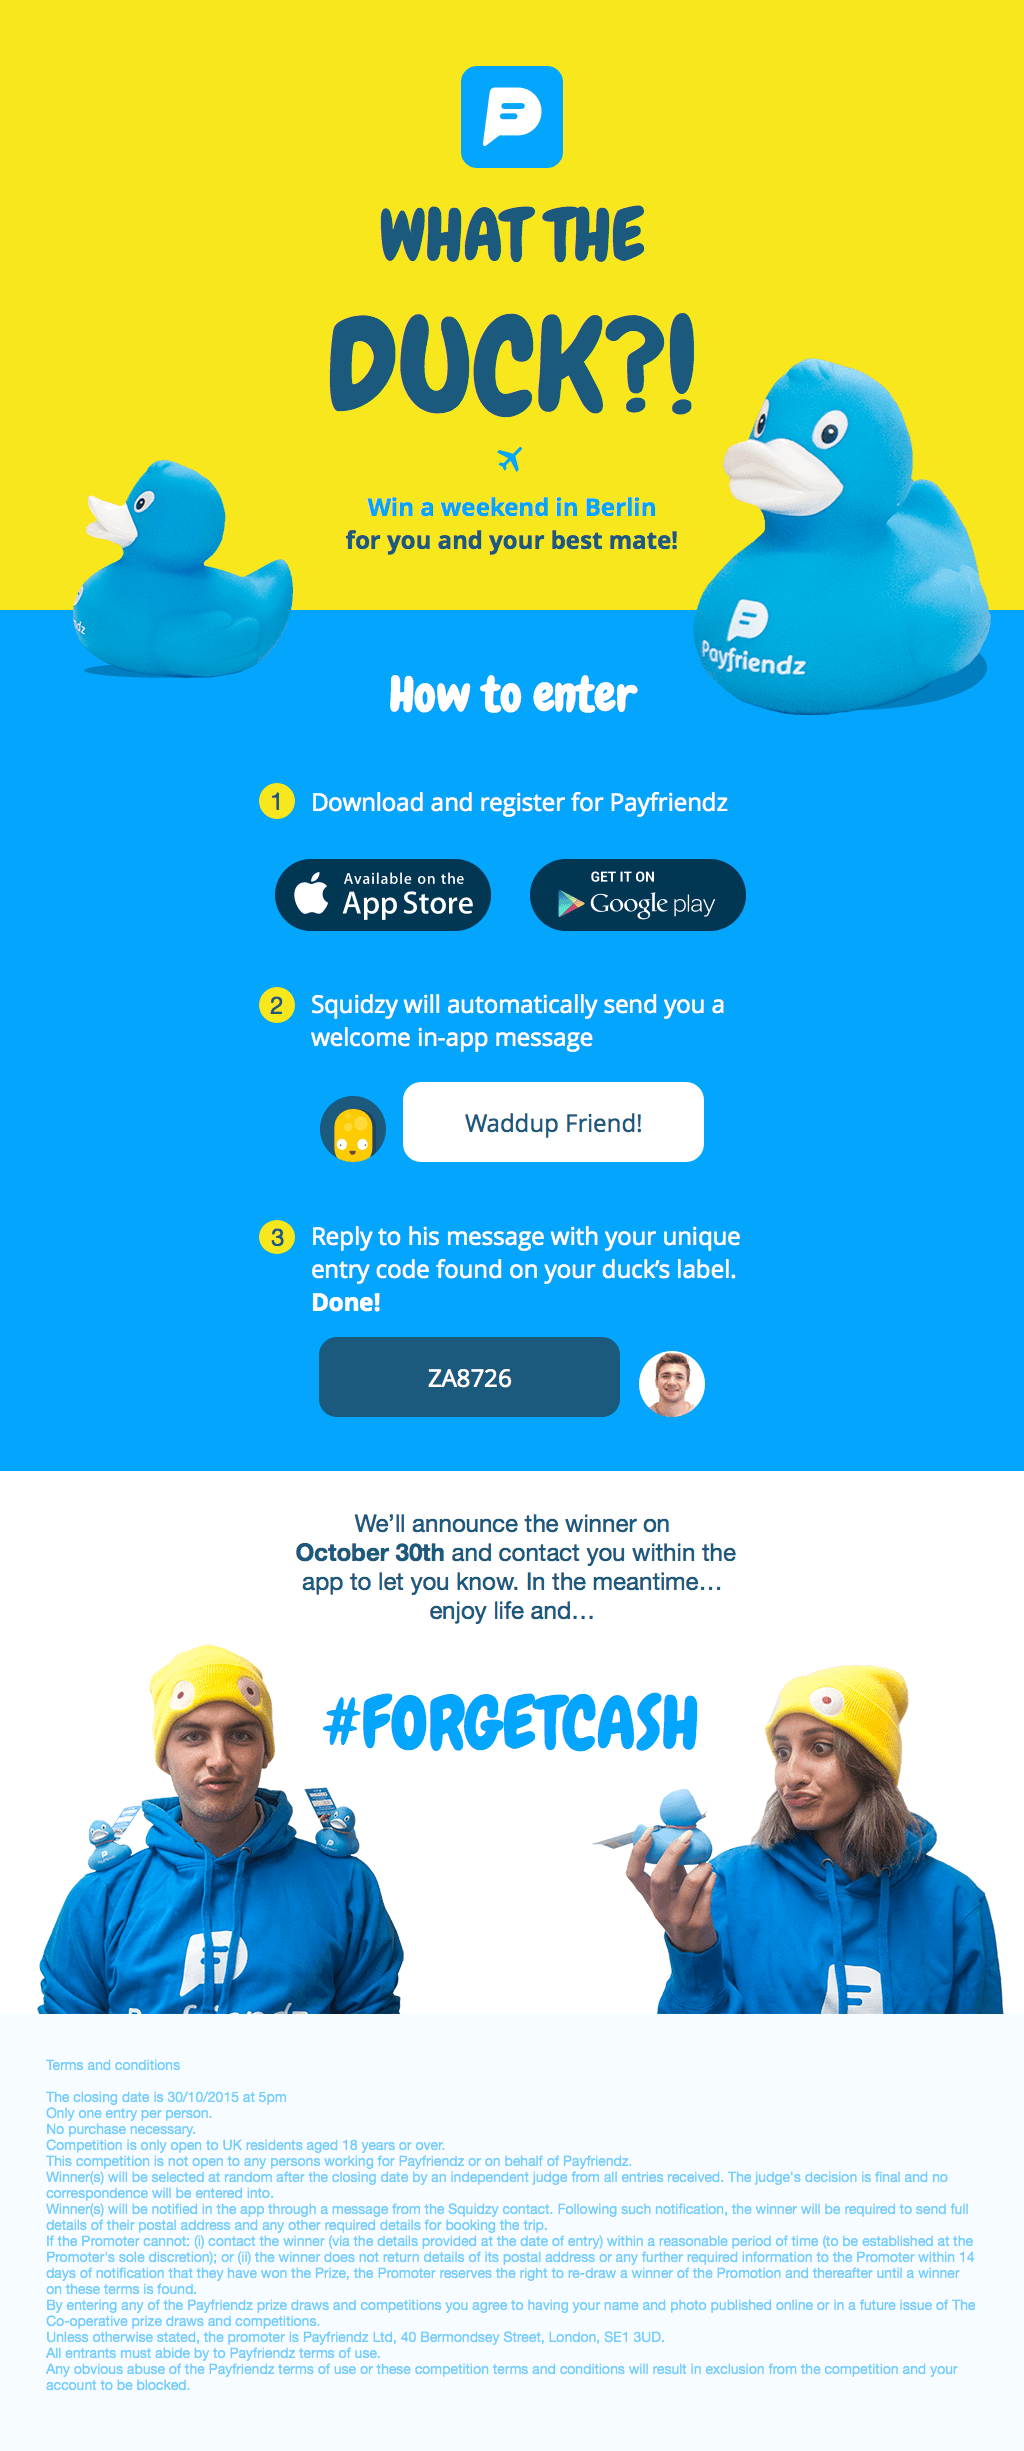 WHAT THE
DUCK?!
Win a weekend in Berlin
for you and your best mate!
Payfriendz
How to enter
1 Download and register for Payfriendz
Available on the
App Store
GET IT ON
Google play
2 Squidzy will automatically send you a
welcome in-app message
Waddup Friend!
3 Reply to his message with your unique
entry code found on your duck’s label.
Done!
ZA8726
We’ll announce the winner on
October 30th and contact you within the
app to let you know. In the meantime…
enjoy life and…
#FORGETCASH
Payfriendz
Terms and conditions
The closing date is 30/10/2015 at 5pm
Only one entry per person.
No purchase necessary.
Competition is only open to UK residents aged 18 years or over.
This competition is not open to any persons working for Payfriendz or on behalf of Payfriendz.
Winner(s) will be selected at random after the closing date by an independent judge from all entries received. The judge's decision is final and no
correspondence will be entered into.
Winner(s) will be notified in the app through a message from the Squidzy contact. Following such notification, the winner will be required to send full
details of their postal address and any other required details for booking the trip.
If the Promoter cannot: (i) contact the winner (via the details provided at the date of entry) within a reasonable period of time (to be established at the
Promoter's sole discretion); or (ii) the winner does not return details of its postal address or any further required information to the Promoter within 14
days of notification that they have won the Prize, the Promoter reserves the right to re-draw a winner of the Promotion and thereafter until a winner
on these terms is found.
By entering any of the Payfriendz prize draws and competitions you agree to having your name and photo published online or in a future issue of The
Co-operative prize draws and competitions.
Unless otherwise stated, the promoter is Payfriendz Ltd, 40 Bermondsey Street, London, SE1 3UD.
All entrants must abide by to Payfriendz terms of use.
Any obvious abuse of the Payfriendz terms of use or these competition terms and conditions will result in exclusion from the competition and your
account to be blocked.